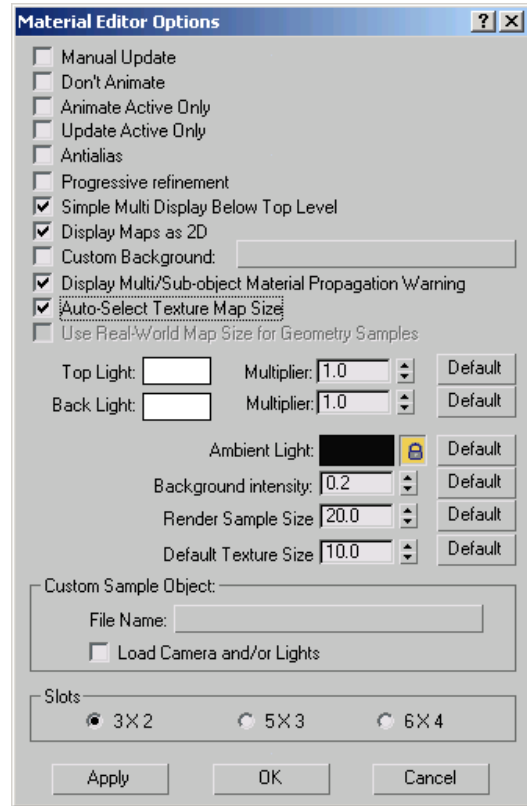 Material Editor Options
Manual Update
Don't Animate
Animate Active Only
Update Active Only
Antialias
Progressive refinement
Simple Multi Display Below Top Level
Display Maps as 2D
Custom Background:
Display Multi/Sub-object Material Propagation Warning
Auto-Select Texture Map Size
Use Real-World Map Size for Geometry Samples
Top Light: Multiplier: 1.0 Default
Back Light: Multiplier: 1.0 Default
Ambient Light: Default
Background intensity: 0.2 Default
Render Sample Size 20.0 Default
Default Texture Size 10.0 Default
Custom Sample Object:
File Name:
Load Camera and/or Lights
Slots
3 X 2 5 X 3 6 X 4
Apply OK Cancel